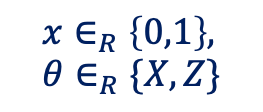 x ∈_R {0,1},
θ ∈_R {X, Z}